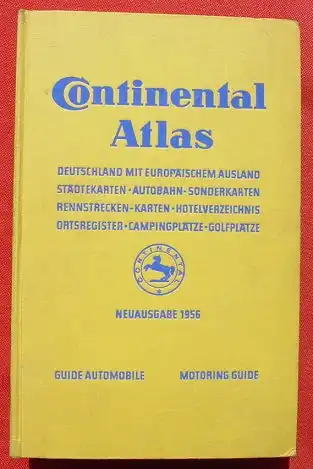 Continental
Atlas
DEUTSCHLAND MIT EUROPÄISCHEM AUSLAND
STÄDTEKARTEN · AUTOBAHN-SONDERKARTEN
RENNSTRECKEN-KARTEN · HOTELVERZEICHNIS
ORTSREGISTER · CAMPINGPLÄTZE · GOLFPLÄTZE
CONTINENTAL
NEUAUSGABE 1956
GUIDE AUTOMOBILE MOTORING GUIDE